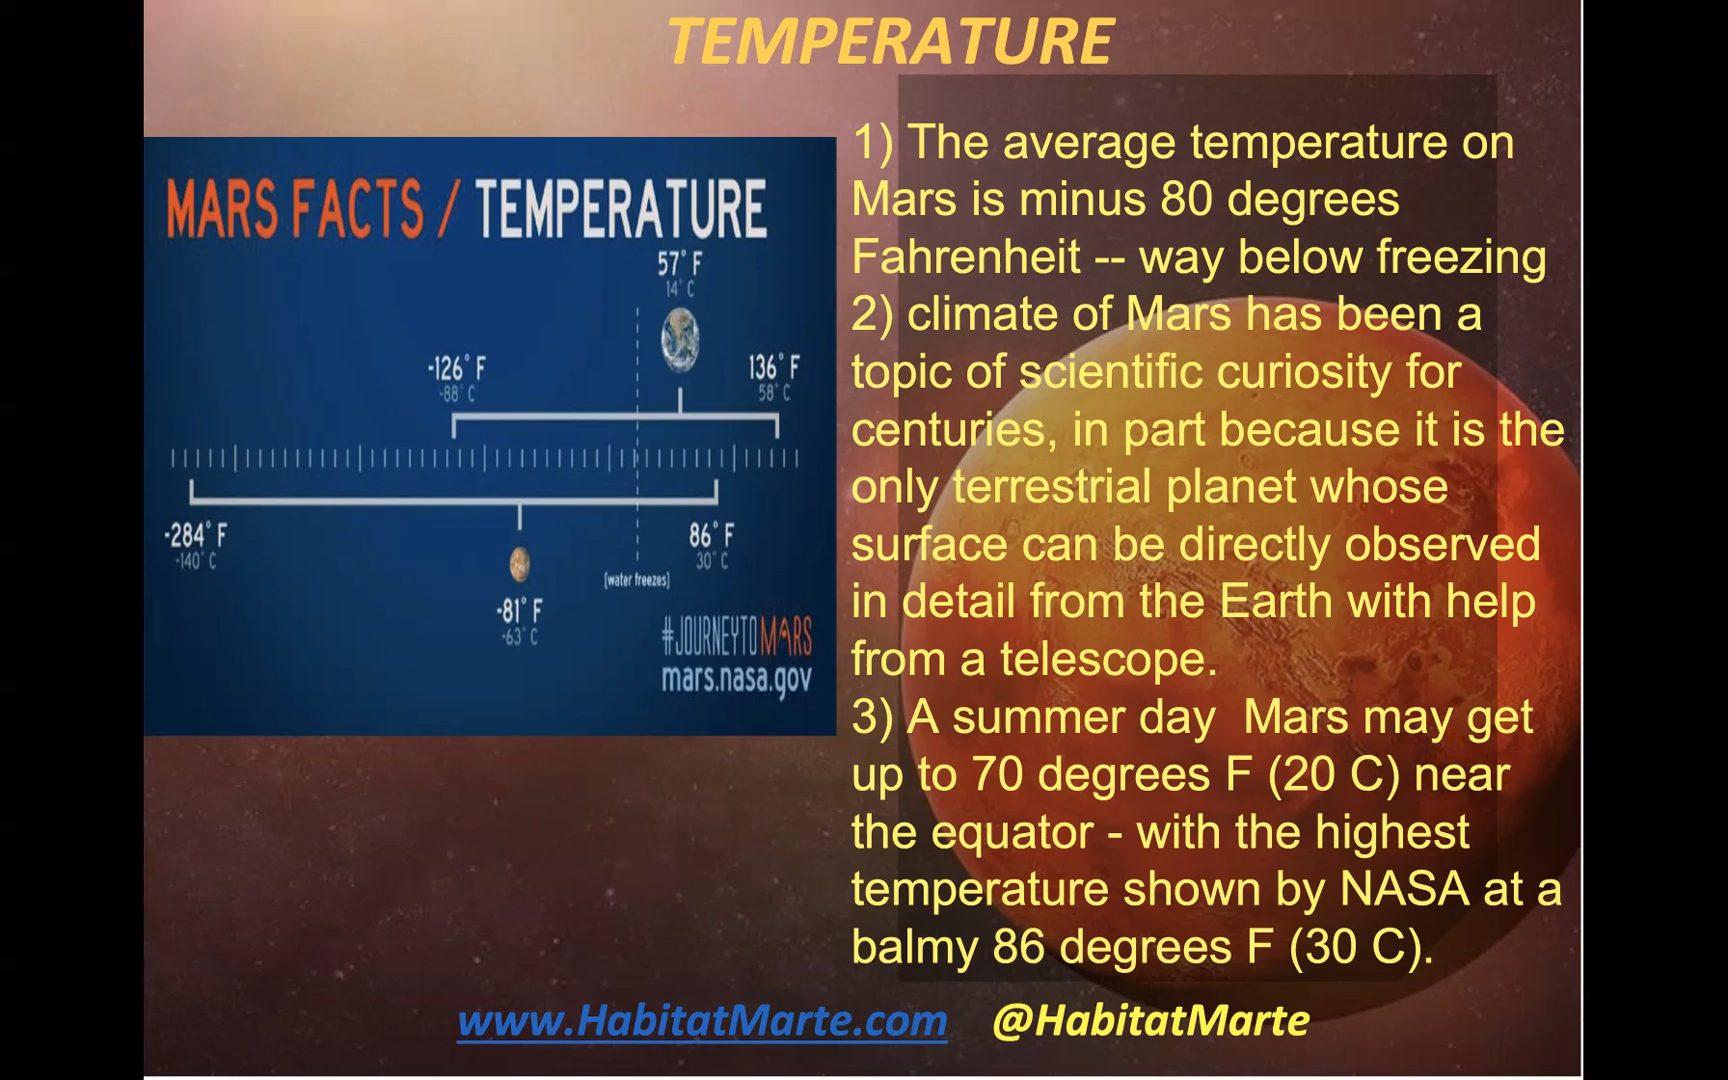 TEMPERATURE
MARS FACTS / TEMPERATURE
57° F
14° C
-126° F
-88° C
136° F
58° C
-284° F
-140° C
86° F
30° C
[water freezes]
-81° F
-63° C
#JOURNEYTOMARS
mars.nasa.gov
1) The average temperature on
Mars is minus 80 degrees
Fahrenheit -- way below freezing
2) climate of Mars has been a
topic of scientific curiosity for
centuries, in part because it is the
only terrestrial planet whose
surface can be directly observed
in detail from the Earth with help
from a telescope.
3) A summer day  Mars may get
up to 70 degrees F (20 C) near
the equator - with the highest
temperature shown by NASA at a
balmy 86 degrees F (30 C).
www.HabitatMarte.com @HabitatMarte